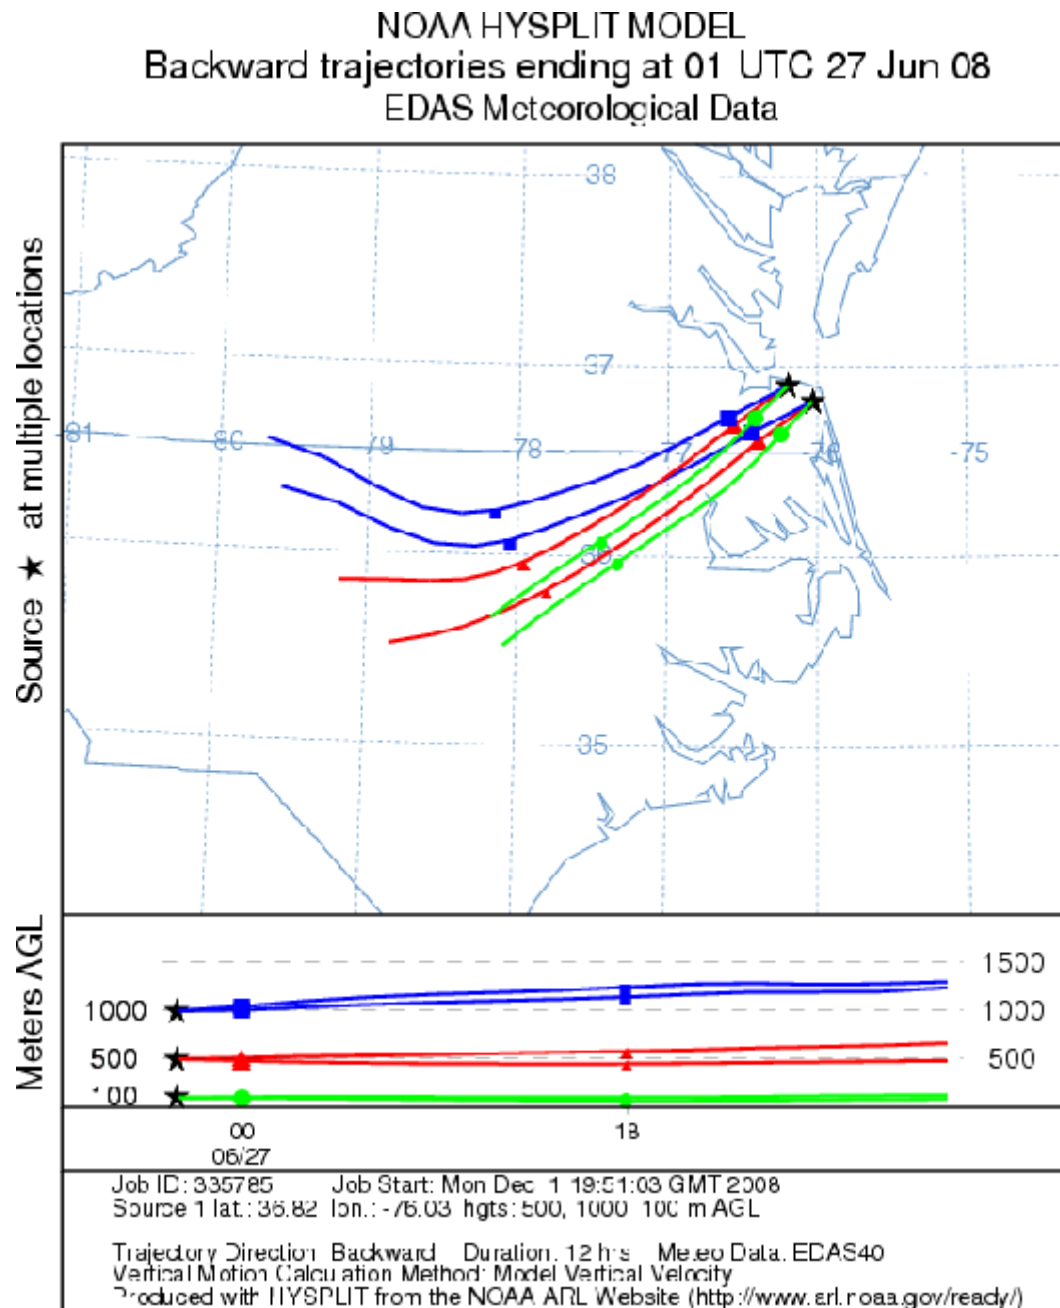 NOAA HYSPLIT MODEL
Backward trajectories ending at 01 UTC 27 Jun 08
EDAS Meteorological Data
Source ★ at multiple locations
38
37
81 80 79 78 -77 -76 -75
36
35
Meters AGL
1500
1000 1000
500 500
100
00 18
06/27
Job ID: 335785 Job Start: Mon Dec 1 19:51:03 GMT 2008
Source 1 lat.: 36.82 lon.: -76.03 hgts: 500, 1000, 100 m AGL
Trajectory Direction: Backward Duration: 12 hrs Meteo Data: EDAS40
Vertical Motion Calculation Method: Model Vertical Velocity
Produced with HYSPLIT from the NOAA ARL Website (http://www.arl.noaa.gov/ready/)